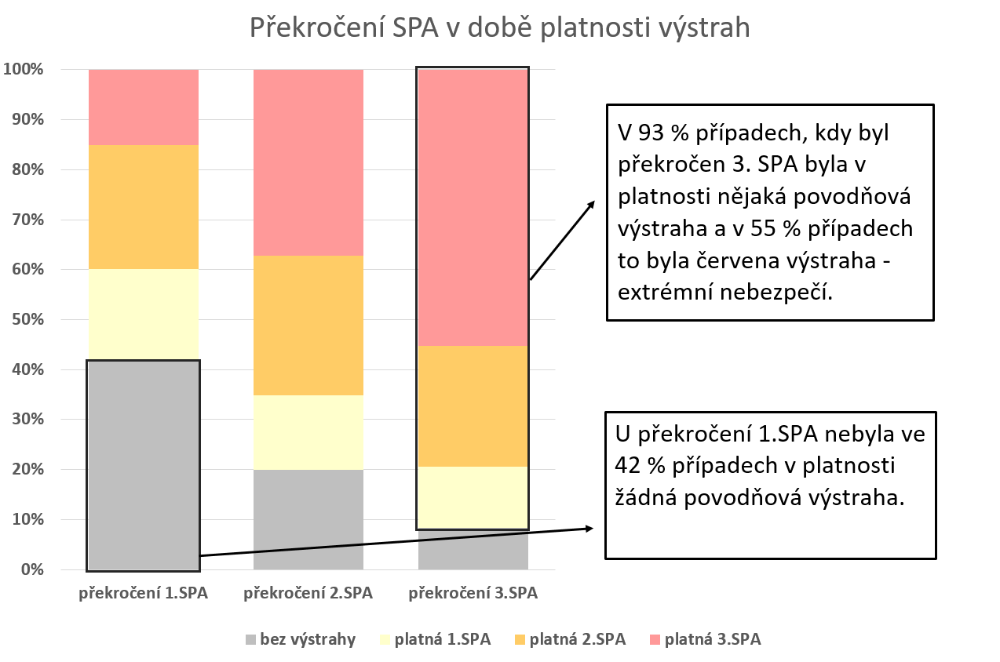 Překročení SPA v době platnosti výstrah
100%
90%
80%
70%
60%
50%
40%
30%
20%
10%
0%
překročení 1.SPA
překročení 2.SPA
překročení 3.SPA
bez výstrahy
platná 1.SPA
platná 2.SPA
platná 3.SPA
V 93 % případech, kdy byl
překročen 3. SPA byla v
platnosti nějaká povodňová
výstraha a v 55 % případech
to byla červena výstraha -
extrémní nebezpečí.
U překročení 1.SPA nebyla ve
42 % případech v platnosti
žádná povodňová výstraha.